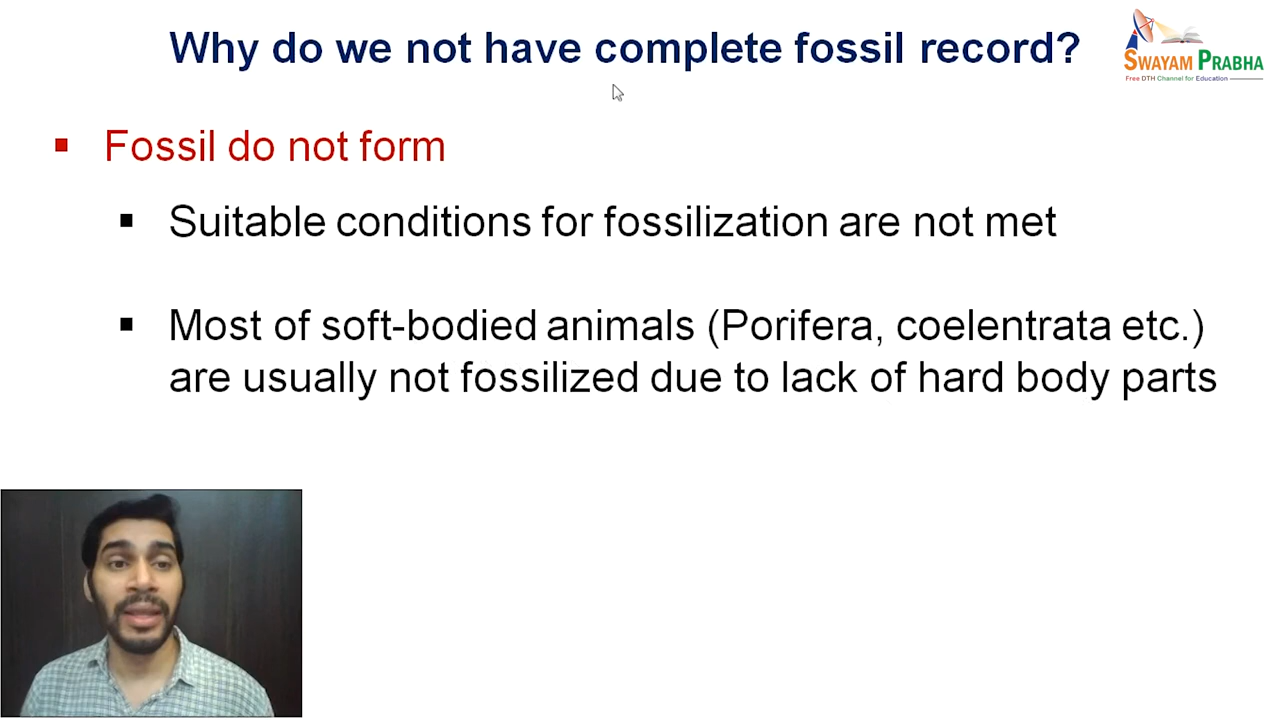 Why do we not have complete fossil record?
SWAYAM PRABHA
Free DTH Channel for Education
▪ Fossil do not form
▪ Suitable conditions for fossilization are not met
▪ Most of soft-bodied animals (Porifera, coelentrata etc.)
are usually not fossilized due to lack of hard body parts